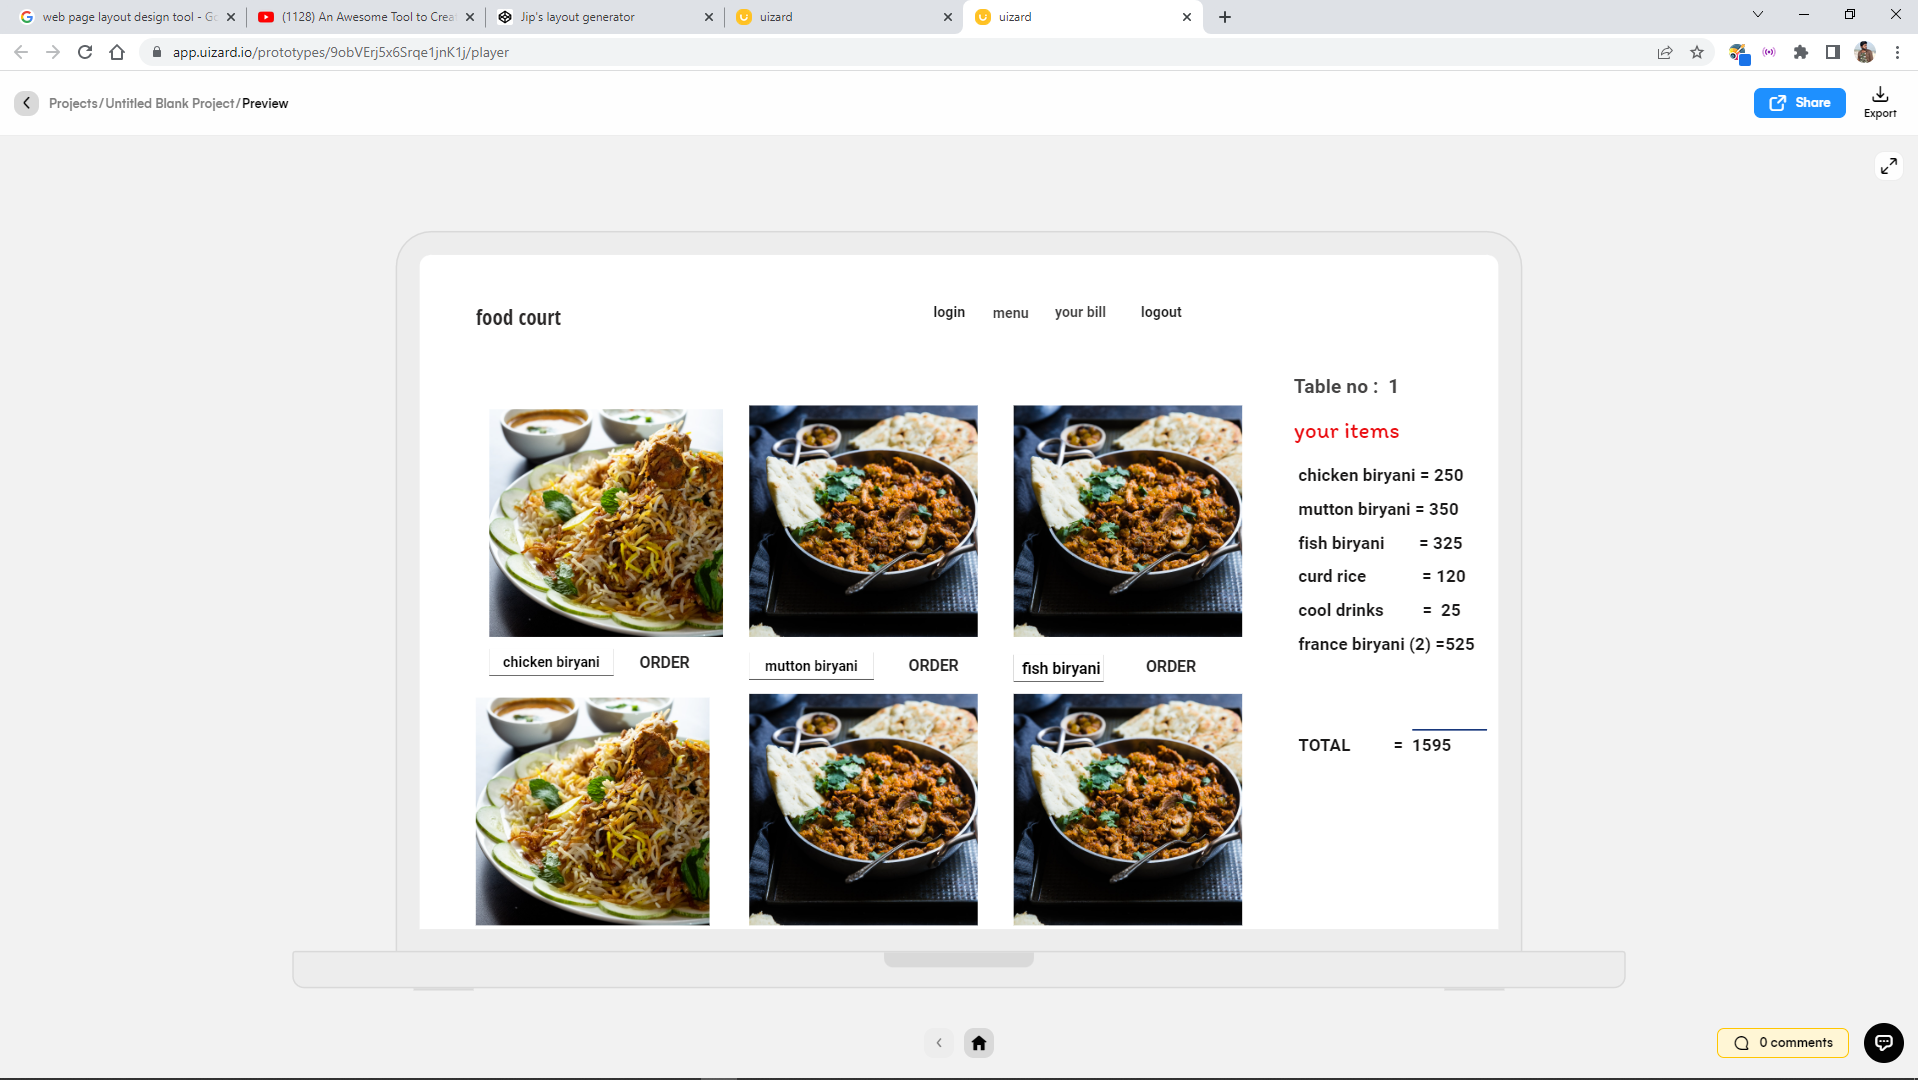 web page layout design tool - Go
(1128) An Awesome Tool to Creat
Jip's layout generator
uizard
uizard
app.uizard.io/prototypes/9obVErj5x6Srqe1jnK1j/player
Projects/Untitled Blank Project/Preview
Share
Export
food court
login
menu
your bill
logout
Table no : 1
your items
chicken biryani = 250
mutton biryani = 350
fish biryani = 325
curd rice = 120
cool drinks = 25
france biryani (2) =525
chicken biryani
ORDER
mutton biryani
ORDER
fish biryani
ORDER
TOTAL = 1595
0 comments